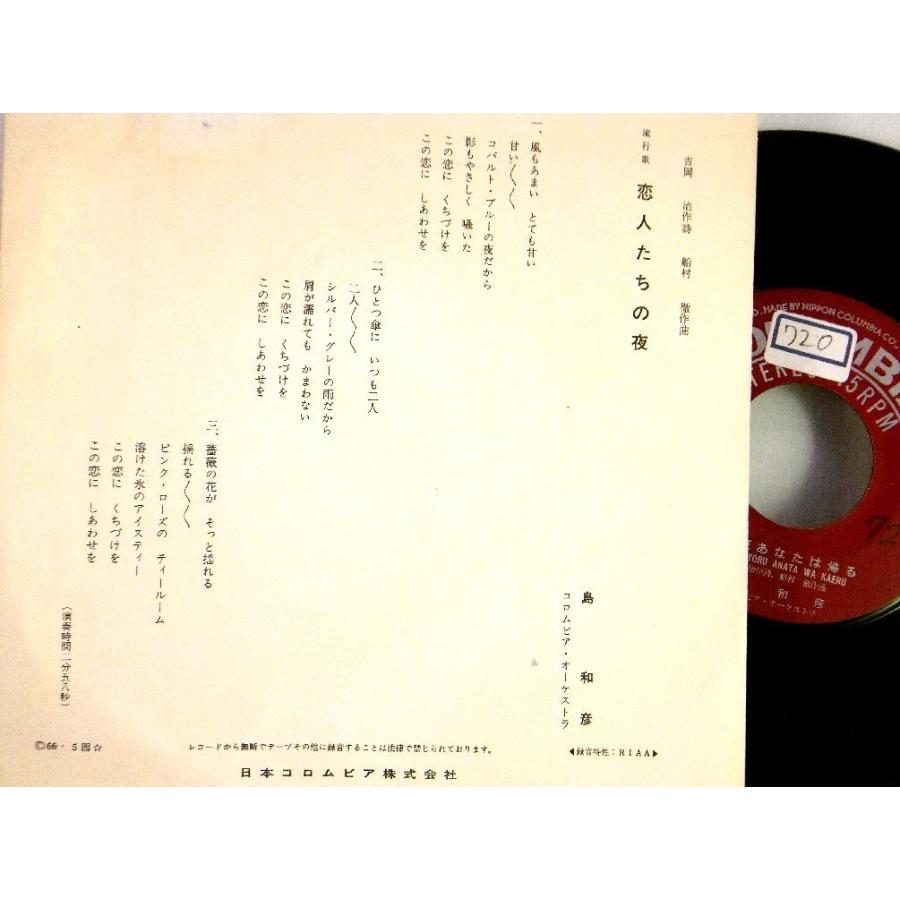 吉岡 治作詩 船村 徹作曲
流行歌 恋人たちの夜
一、風もあまい とても甘い
甘い〱〱
コバルト・ブルーの夜だから
影もやさしく 囁いた
この恋に くちづけを
この恋に しあわせを
二、ひとつ傘に いつも二人
二人〱〱
シルバー・グレーの雨だから
肩が濡れても かまわない
この恋に くちづけを
この恋に しあわせを
三、薔薇の花が そっと揺れる
揺れる〱〱
ピンク・ローズの ティールーム
溶けた氷のアイスティー
この恋に くちづけを
この恋に しあわせを
(演奏時間二分五八秒)
島 和彦
コロムビア・オーケストラ
©66・5 ☆
レコードから無断でテープその他に録音することは法律で禁じられております。
◀録音特性:RIAA▶
日本コロムビア株式会社
MADE BY NIPPON COLUMBIA CO.,
720
5RPM
72
あなたは帰る
YORU ANATA WA KAERU
和彦